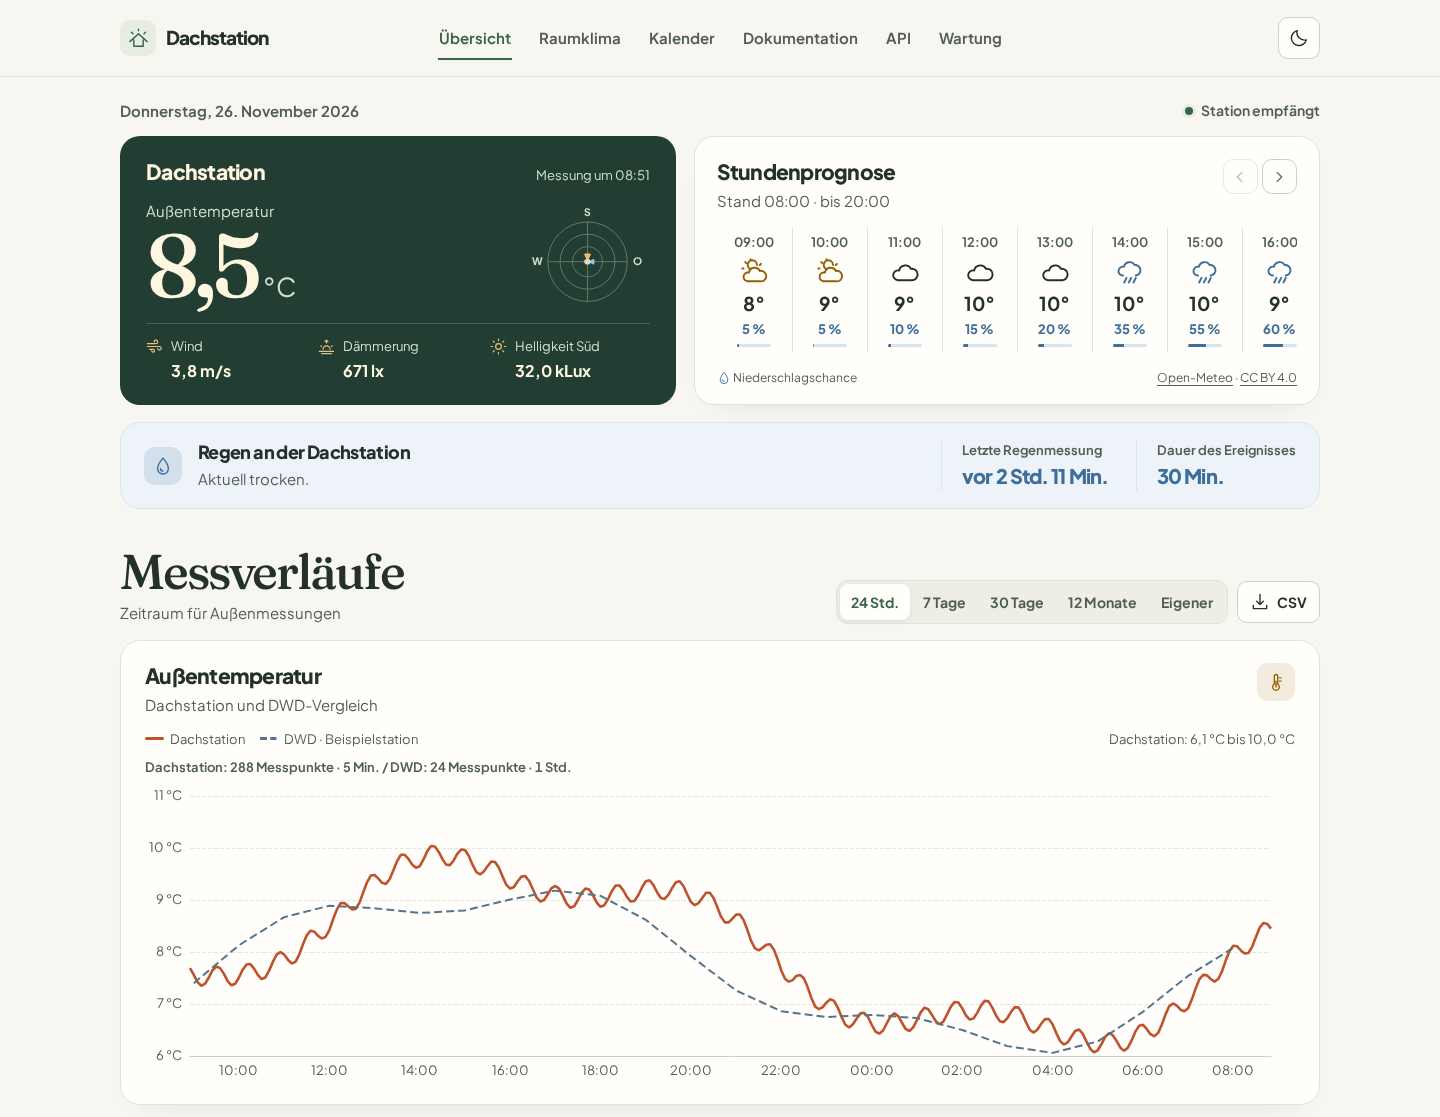 Dachstation
Übersicht
Raumklima
Kalender
Dokumentation
API
Wartung
Donnerstag, 26. November 2026
Station empfängt
Dachstation
Messung um 08:51
Außentemperatur
8,5 °C
S
W
O
Wind
3,8 m/s
Dämmerung
671 lx
Helligkeit Süd
32,0 kLux
Stundenprognose
Stand 08:00 · bis 20:00
09:00 10:00 11:00 12:00 13:00 14:00 15:00 16:00
8° 9° 9° 10° 10° 10° 10° 9°
5 % 5 % 10 % 15 % 20 % 35 % 55 % 60 %
Niederschlagschance
Open-Meteo · CC BY 4.0
Regen an der Dachstation
Aktuell trocken.
Letzte Regenmessung
vor 2 Std. 11 Min.
Dauer des Ereignisses
30 Min.
Messverläufe
Zeitraum für Außenmessungen
24 Std.
7 Tage
30 Tage
12 Monate
Eigener
CSV
Außentemperatur
Dachstation und DWD-Vergleich
Dachstation
DWD · Beispielstation
Dachstation: 6,1 °C bis 10,0 °C
Dachstation: 288 Messpunkte · 5 Min. / DWD: 24 Messpunkte · 1 Std.
11 °C
10 °C
9 °C
8 °C
7 °C
6 °C
10:00 12:00 14:00 16:00 18:00 20:00 22:00 00:00 02:00 04:00 06:00 08:00